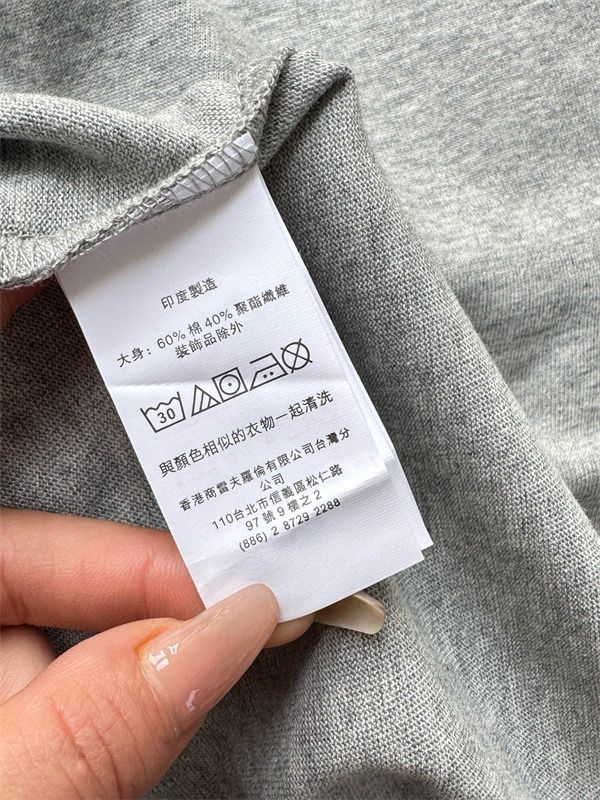 印度製造
大身: 60% 棉 40% 聚酯纖維
裝飾品除外
30
與顏色相似的衣物一起清洗
香港商雷夫羅倫有限公司台灣分
公司
110台北市信義區松仁路
97 號 9 樓之 2
(886) 2 8729 2288